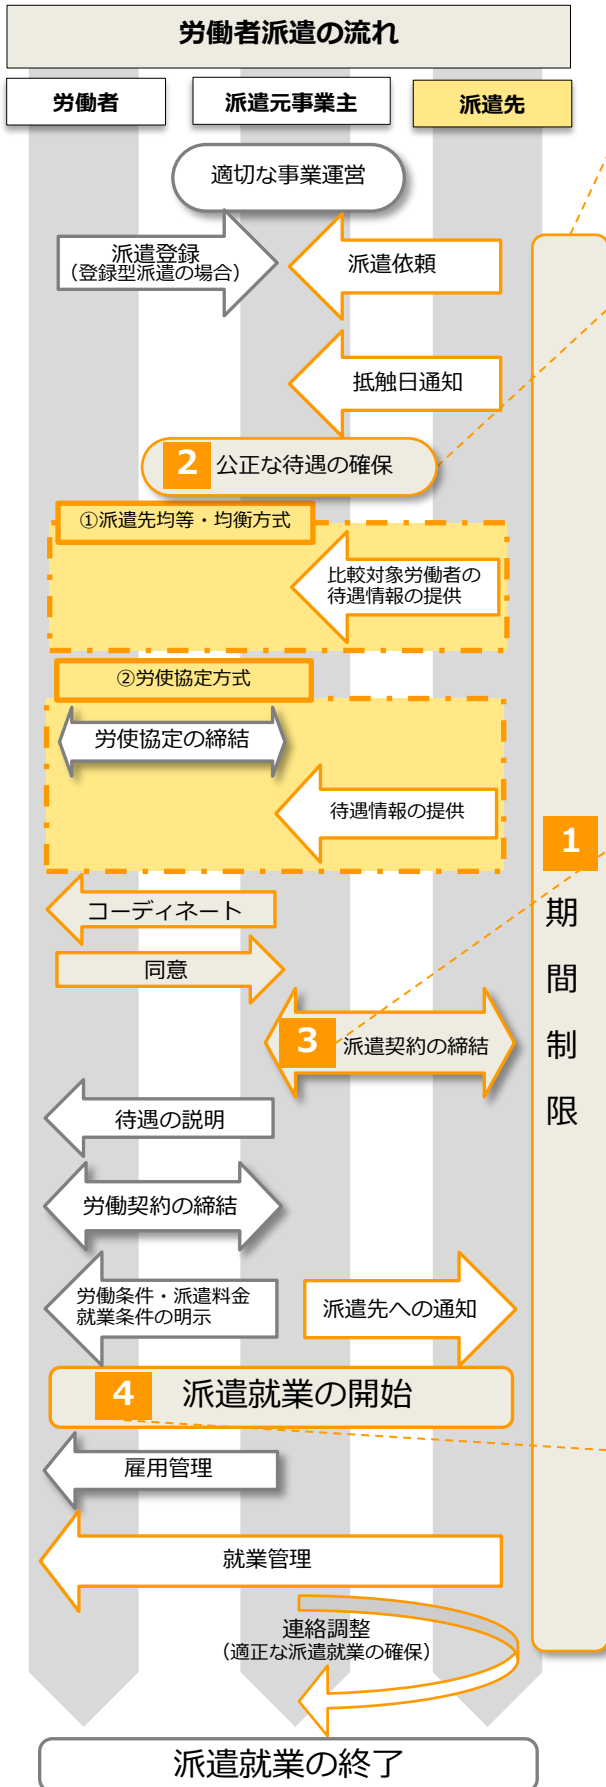 労働者派遣の流れ
労働者
派遣元事業主
派遣先
適切な事業運営
派遣登録
(登録型派遣の場合)
派遣依頼
抵触日通知
2 公正な待遇の確保
①派遣先均等・均衡方式
比較対象労働者の
待遇情報の提供
②労使協定方式
労使協定の締結
待遇情報の提供
1
期
間
制
限
コーディネート
同意
3 派遣契約の締結
待遇の説明
労働契約の締結
労働条件・派遣料金
就業条件の明示
派遣先への通知
4 派遣就業の開始
雇用管理
就業管理
連絡調整
(適正な派遣就業の確保)
派遣就業の終了